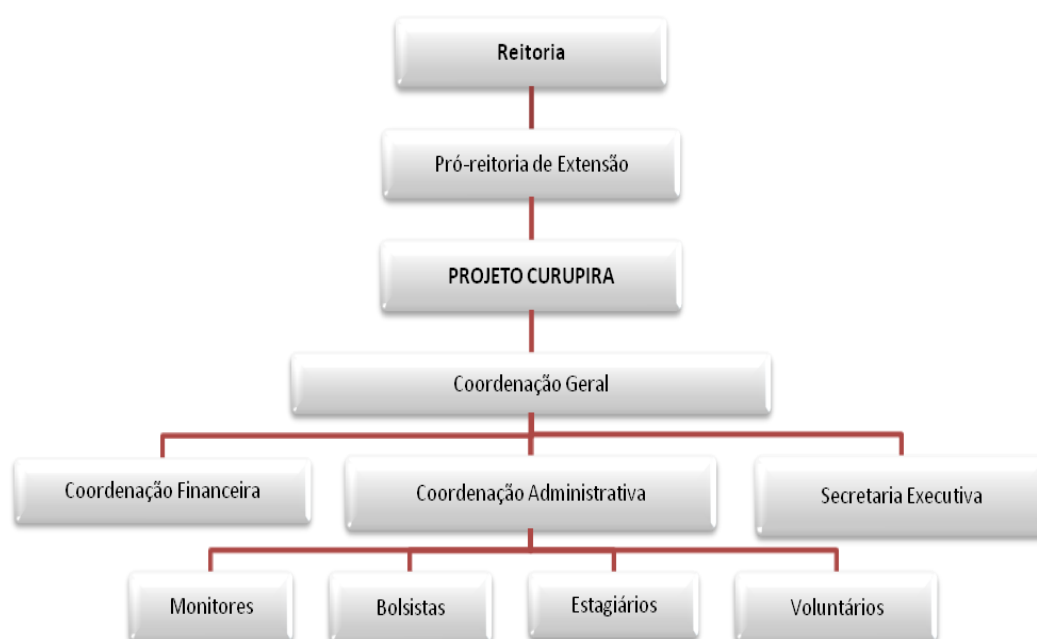 Reitoria
Pró-reitoria de Extensão
PROJETO CURUPIRA
Coordenação Geral
Coordenação Financeira
Coordenação Administrativa
Secretaria Executiva
Monitores
Bolsistas
Estagiários
Voluntários